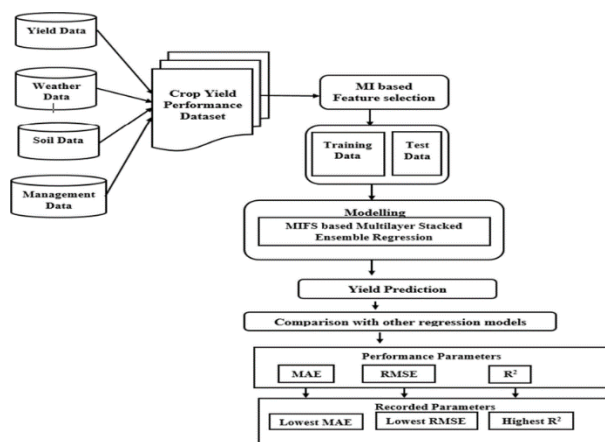 Yield Data
Weather
Data
Soil Data
Management
Data
Crop Yield
Performance
Dataset
MI based
Feature selection
Training
Data
Test
Data
Modelling
MIFS based Multilayer Stacked
Ensemble Regression
Yield Prediction
Comparison with other regression models
Performance Parameters
MAE
RMSE
R²
Recorded Parameters
Lowest MAE
Lowest RMSE
Highest R²